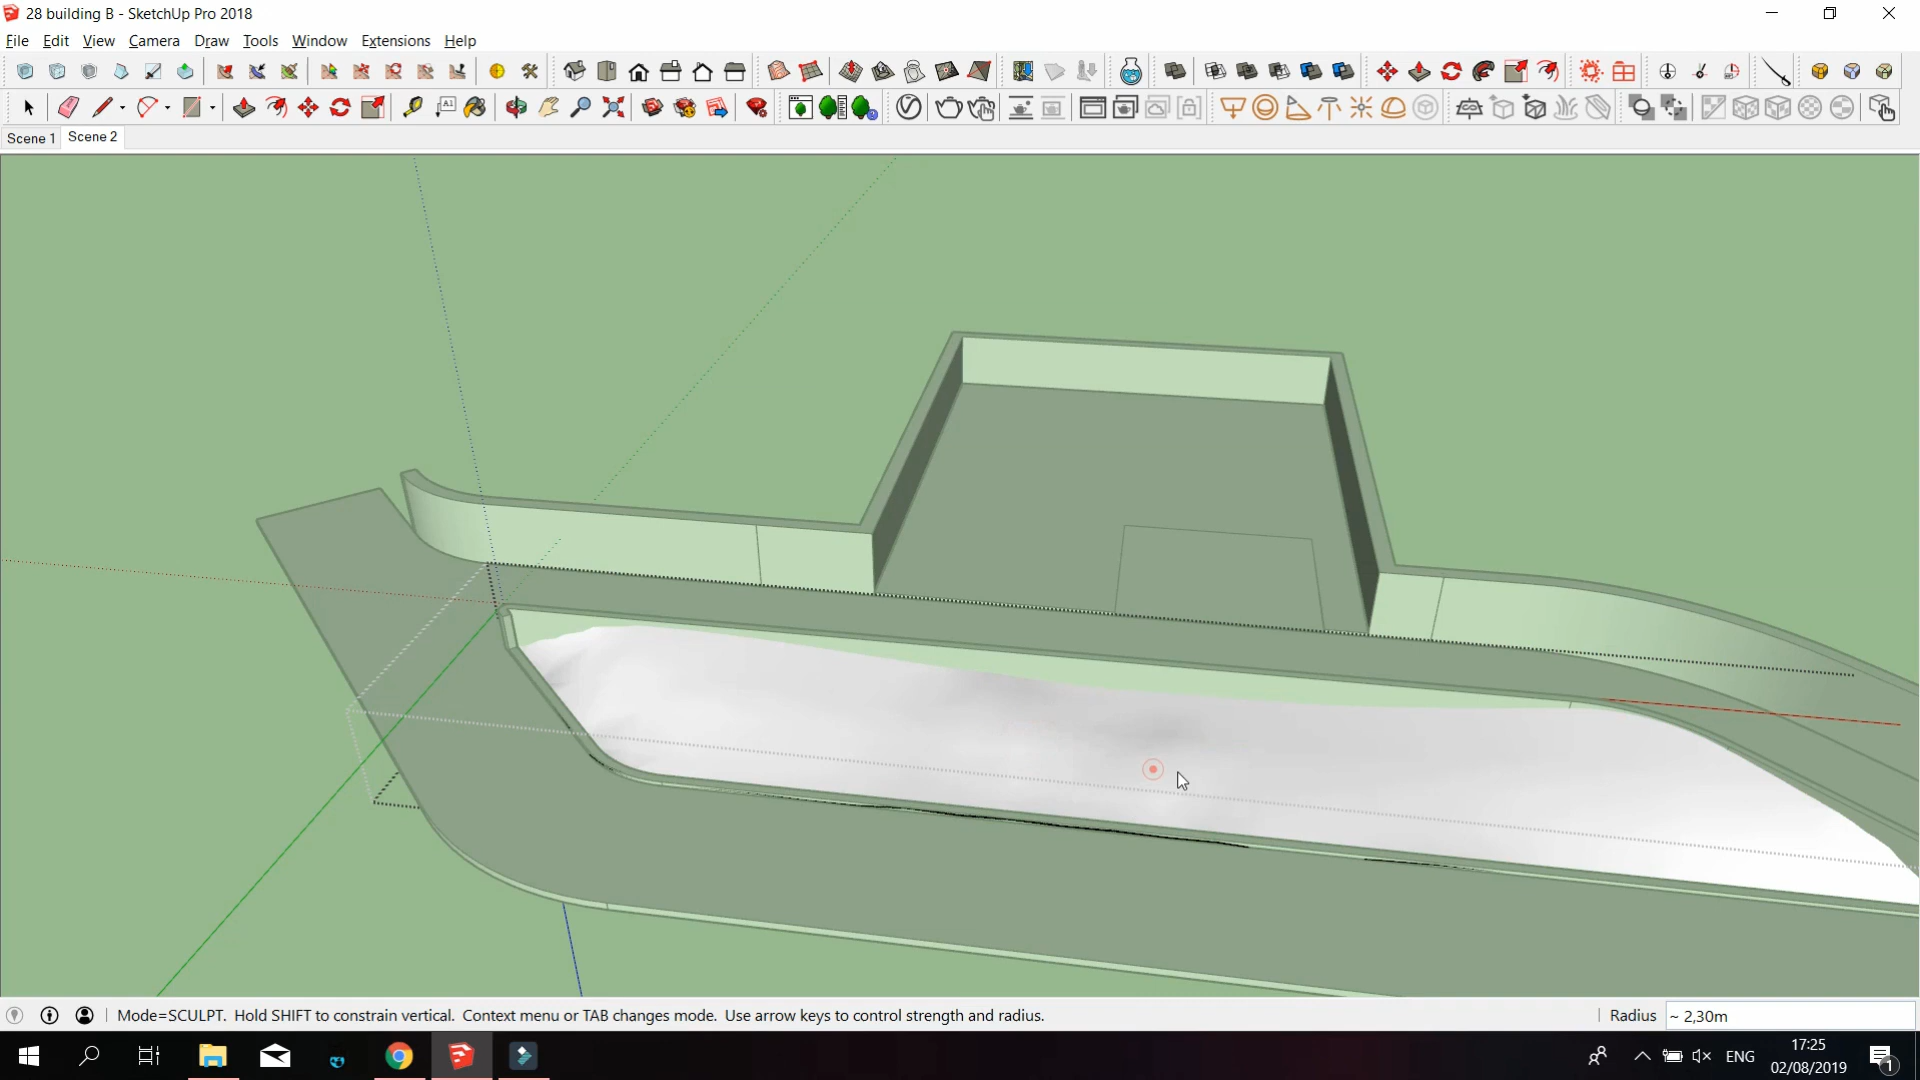 28 building B - SketchUp Pro 2018
File Edit View Camera Draw Tools Window Extensions Help
A1
Scene 1 Scene 2
Mode=SCULPT. Hold SHIFT to constrain vertical. Context menu or TAB changes mode. Use arrow keys to control strength and radius.
Radius ~ 2,30m
ENG
17:25
02/08/2019
1